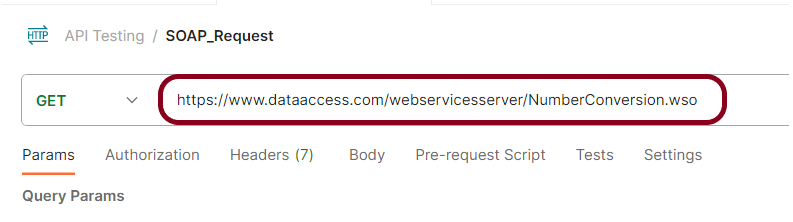 HTTP API Testing / SOAP_Request
GET https://www.dataaccess.com/webservicesserver/NumberConversion.wso
Params Authorization Headers (7) Body Pre-request Script Tests Settings
Query Params